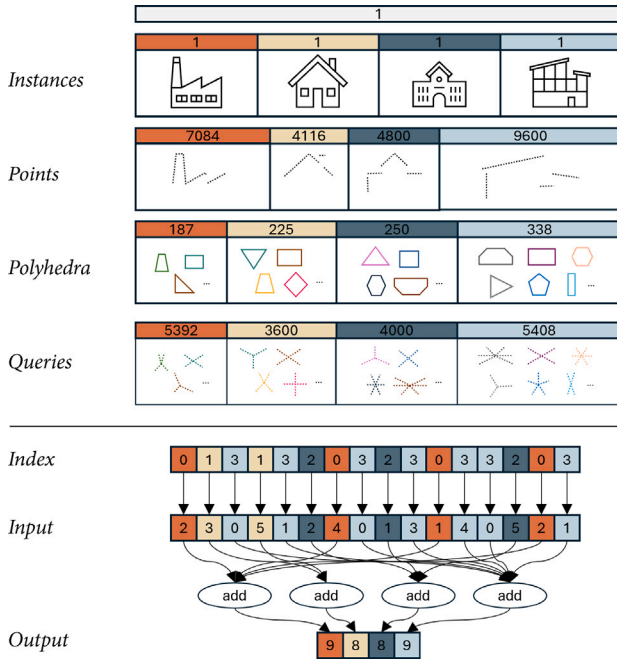 1
1 1 1 1
Instances
7084 4116 4800 9600
Points
187 225 250 338
Polyhedra
... ... ... ...
5392 3600 4000 5408
Queries
... ... ... ...
Index 0 1 3 1 3 2 0 3 2 3 0 3 3 2 0 3
Input 2 3 0 5 1 2 4 0 1 3 1 4 0 5 2 1
add add add add
Output 9 8 8 9